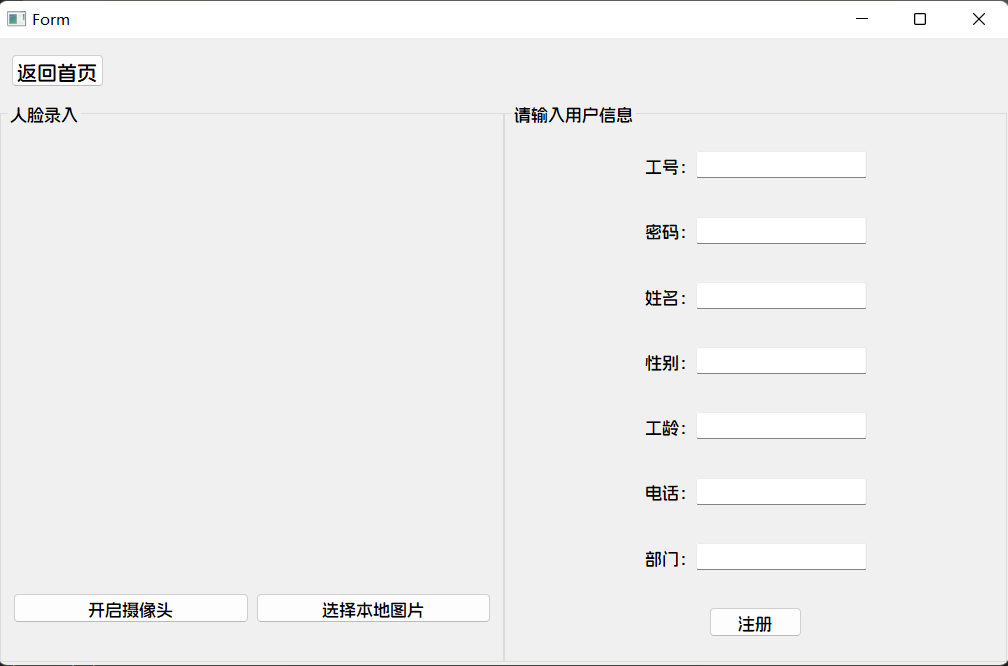 Form
返回首页
人脸录入
请输入用户信息
工号：
密码：
姓名：
性别：
工龄：
电话：
部门：
开启摄像头
选择本地图片
注册